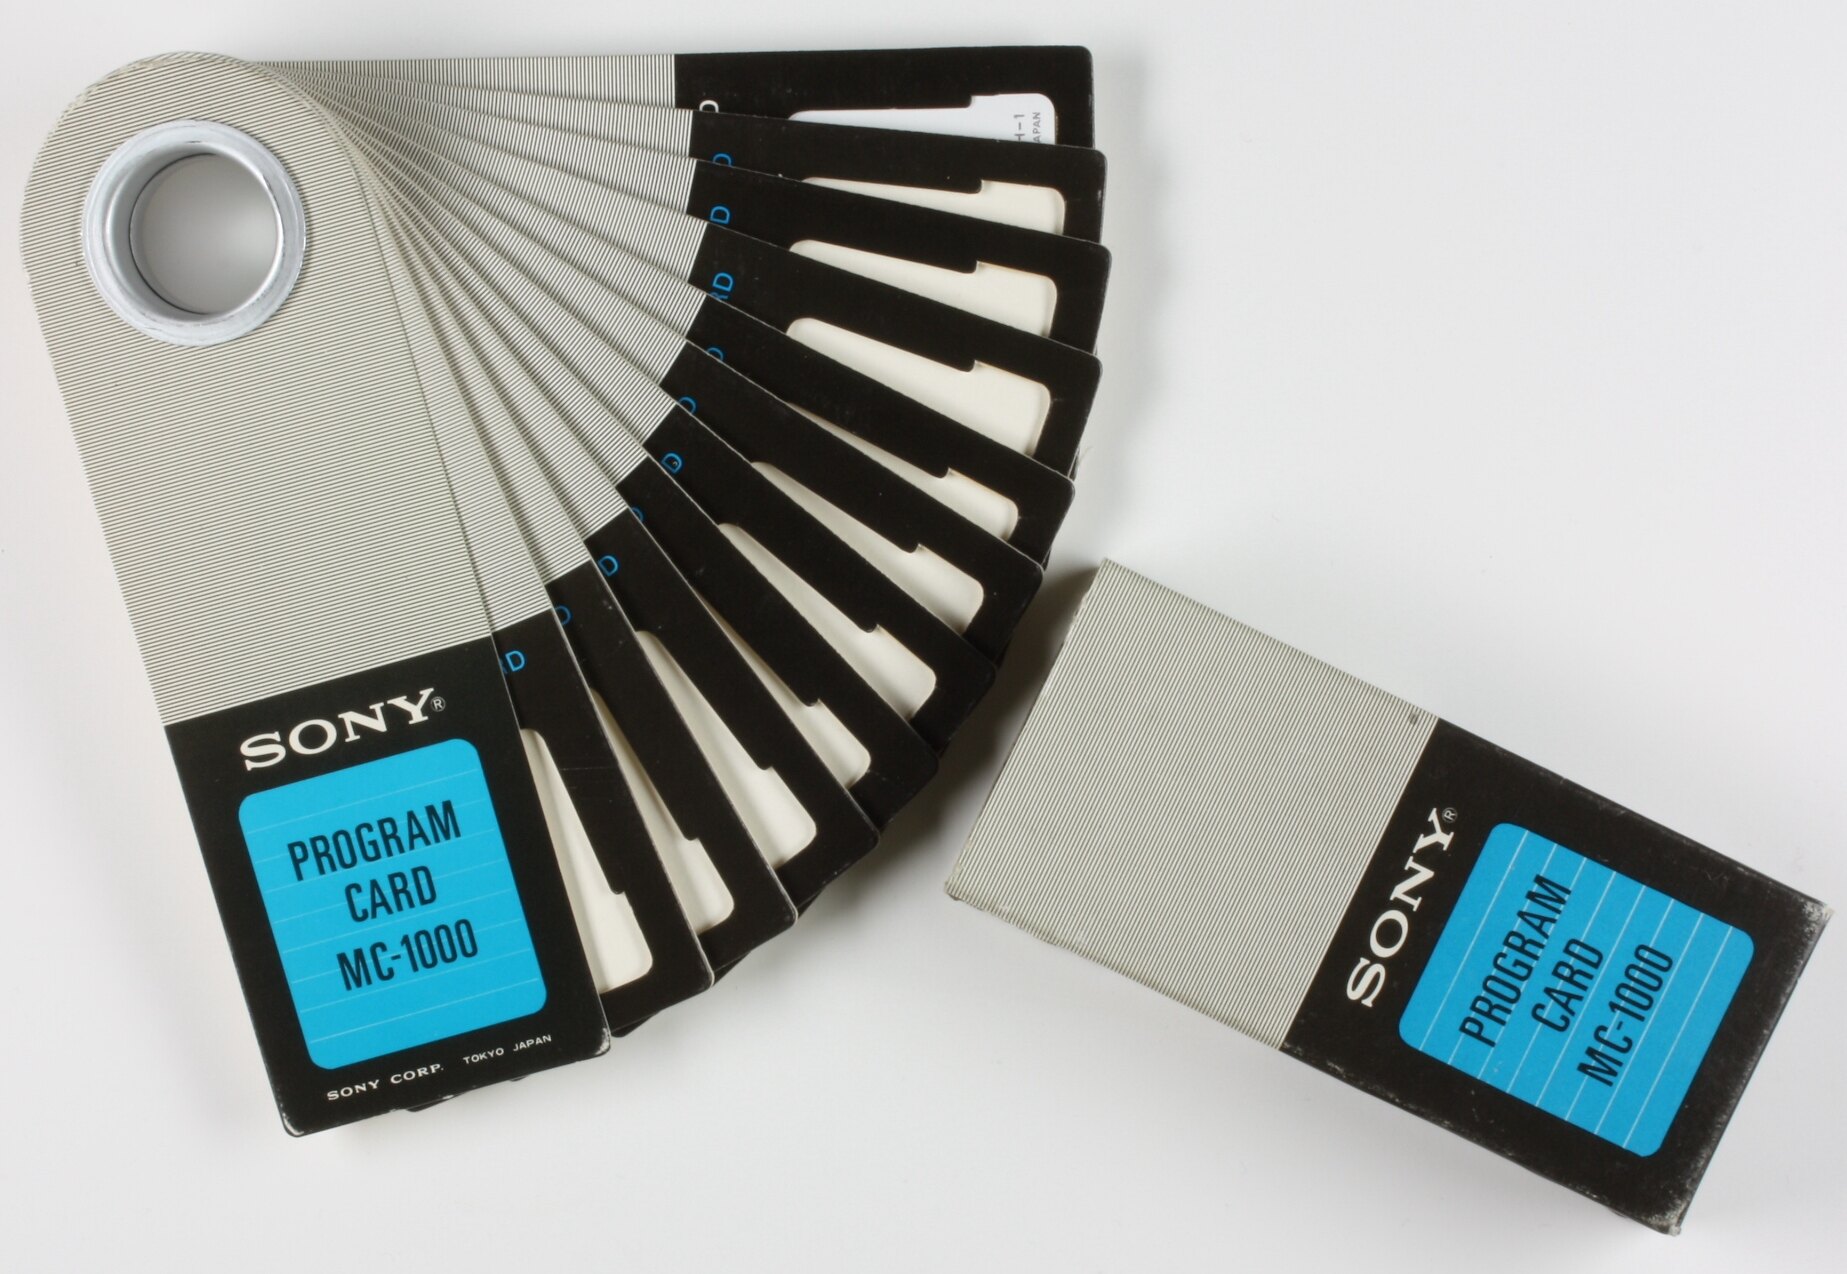 SONY®
PROGRAM
CARD
MC-1000
SONY CORP. TOKYO JAPAN
SONY®
PROGRAM
CARD
MC-1000